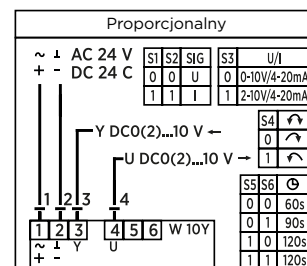 Proporcjonalny
~ ⊥ AC 24 V
+ - DC 24 C
S1 S2 SIG
0 0 U
1 1 I
S3 U/I
0 0-10V/4-20mA
1 2-10V/4-20mA
Y DC0(2)...10 V ←
U DC0(2)...10 V →
S4 ↷
0 ↷
1 ↶
S5 S6
0 0 60s
0 1 90s
1 0 120s
1 1 120s
1 2 3 4
1 2 3 4 5 6 W 10Y
~ ⊥ Y U
+ -